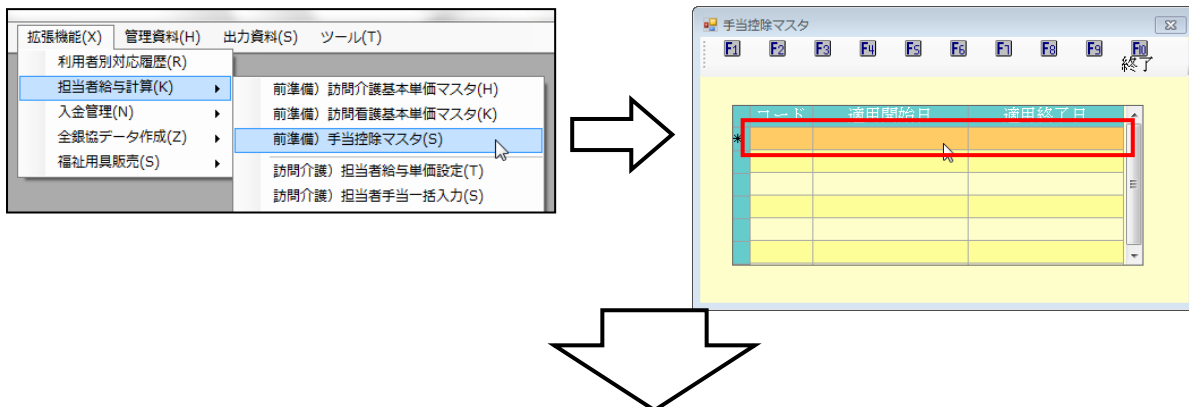 拡張機能(X) 管理資料(H) 出力資料(S) ツール(T)
利用者別対応履歴(R)
担当者給与計算(K)
入金管理(N)
全銀協データ作成(Z)
福祉用具販売(S)
前準備）訪問介護基本単価マスタ(H)
前準備）訪問看護基本単価マスタ(K)
前準備）手当控除マスタ(S)
訪問介護）担当者給与単価設定(T)
訪問介護）担当者手当一括入力(S)
手当控除マスタ
F1 F2 F3 F4 F5 F6 F7 F8 F9 F10
終了
コード 適用開始日 適用終了日
*